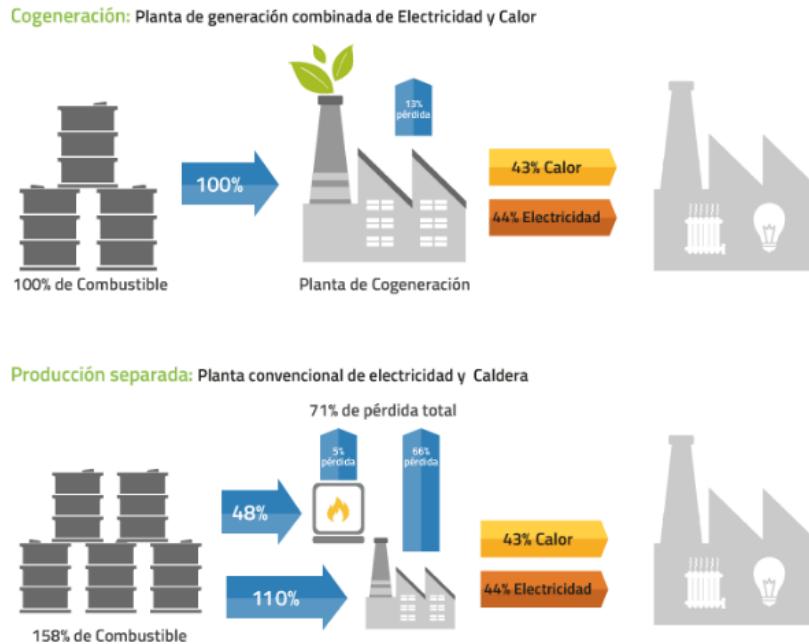 Cogeneración: Planta de generación combinada de Electricidad y Calor
13%
pérdida
100%
43% Calor
44% Electricidad
100% de Combustible
Planta de Cogeneración
Producción separada: Planta convencional de electricidad y Caldera
71% de pérdida total
5%
pérdida
66%
pérdida
48%
43% Calor
110%
44% Electricidad
158% de Combustible